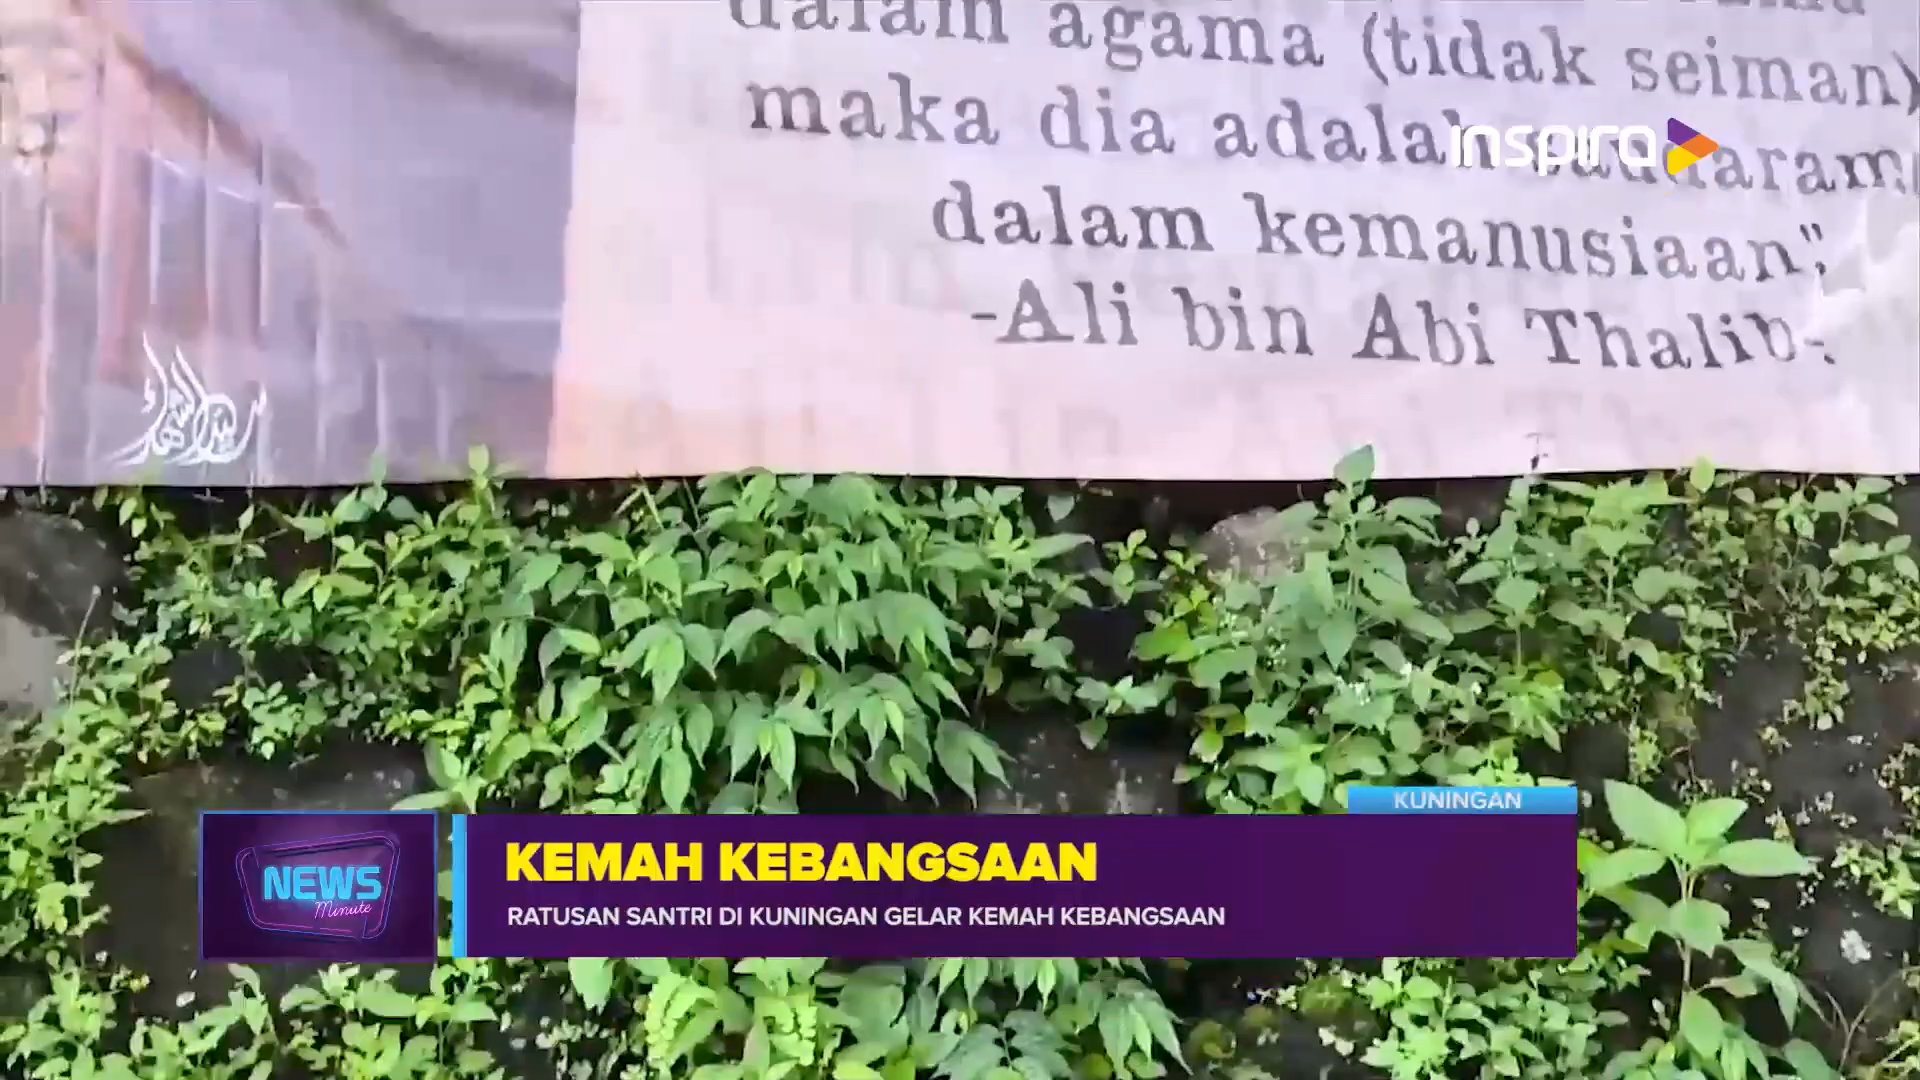 dalam agama (tidak seiman)
maka dia adalah
inspira
dalam kemanusiaan",
-Ali bin Abi Thalib-
KUNINGAN
NEWS
Minute
KEMAH KEBANGSAAN
RATUSAN SANTRI DI KUNINGAN GELAR KEMAH KEBANGSAAN